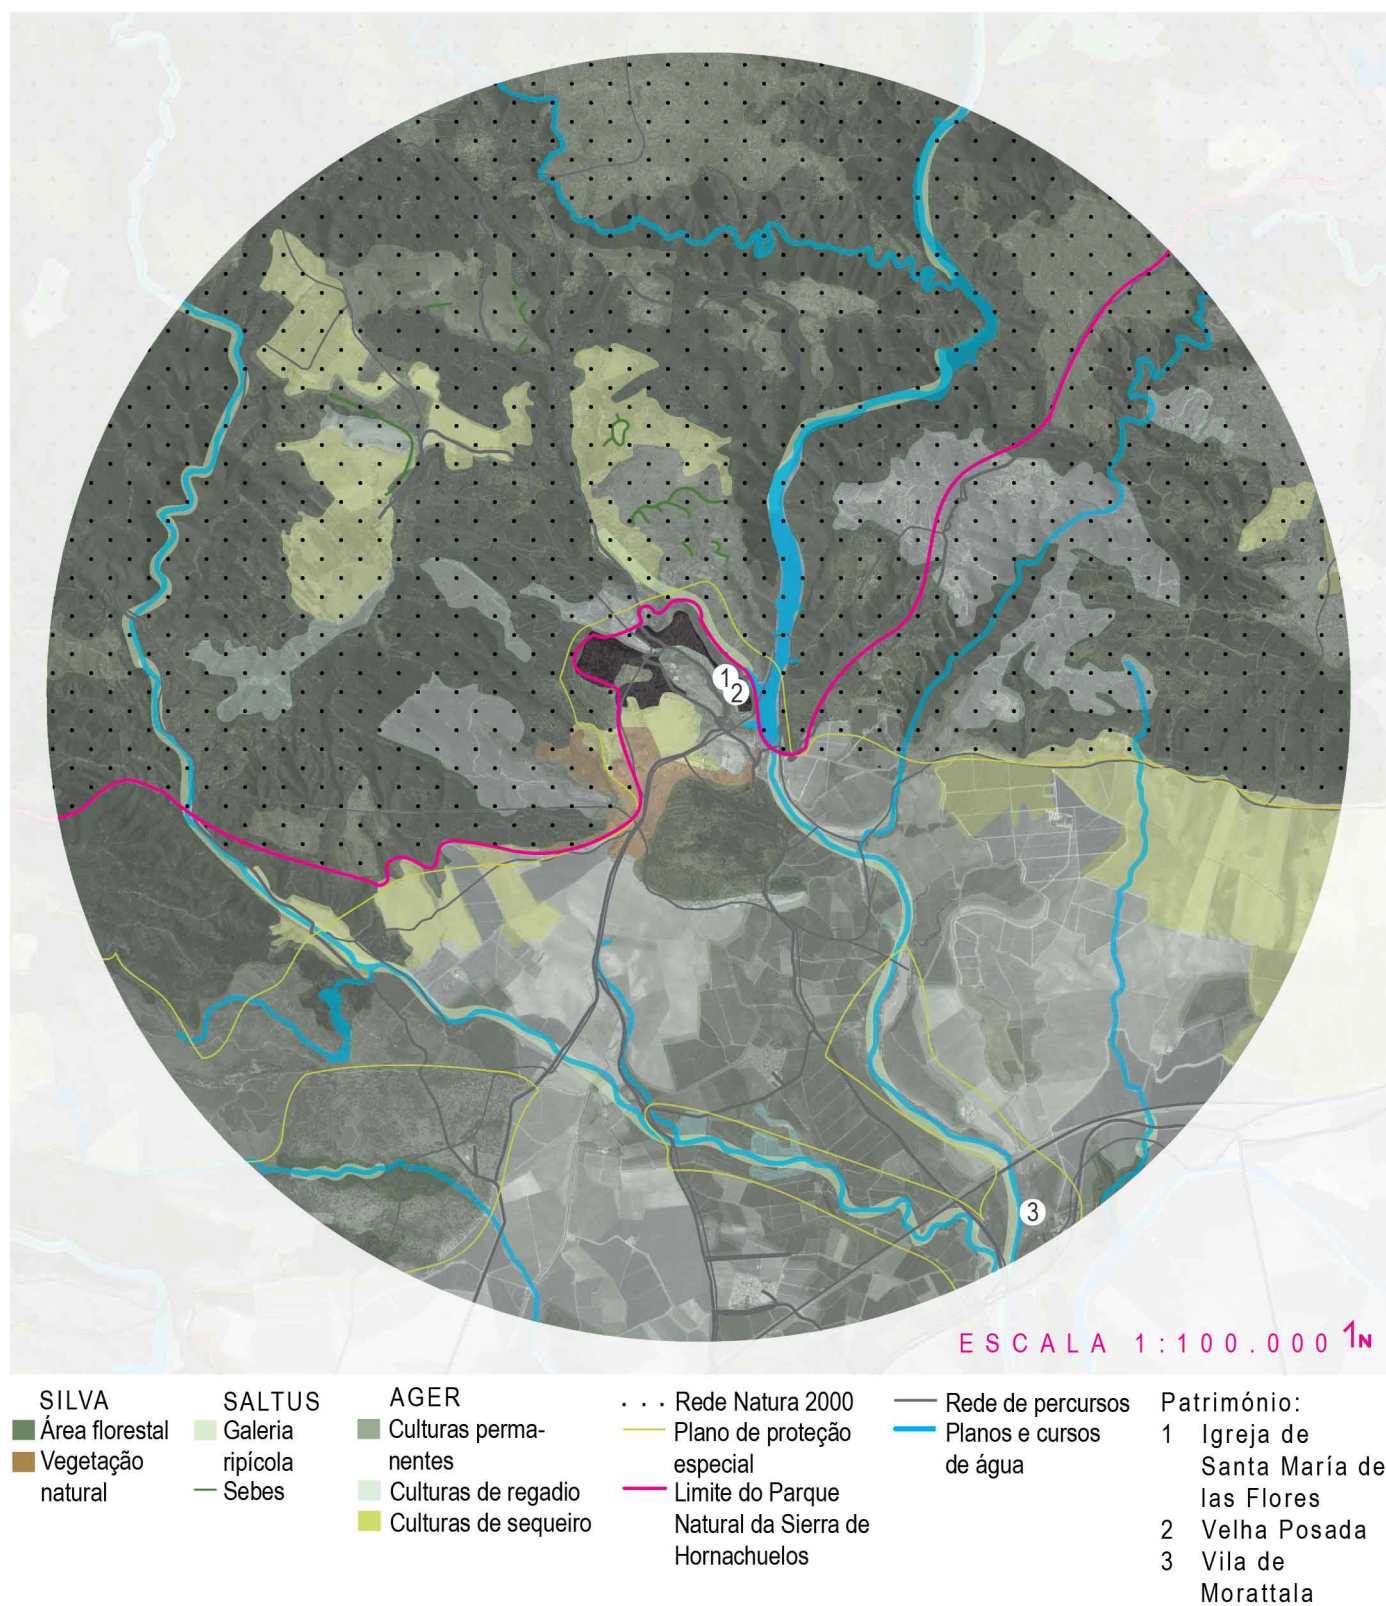 1
2
3
ESCALA 1:100.000 1N
SILVA
Área florestal
Vegetação
natural
SALTUS
Galeria
ripícola
Sebes
AGER
Culturas perma-
nentes
Culturas de regadio
Culturas de sequeiro
Rede Natura 2000
Plano de proteção
especial
Limite do Parque
Natural da Sierra de
Hornachuelos
Rede de percursos
Planos e cursos
de água
Património:
1 Igreja de
Santa María de
las Flores
2 Velha Posada
3 Vila de
Morattala